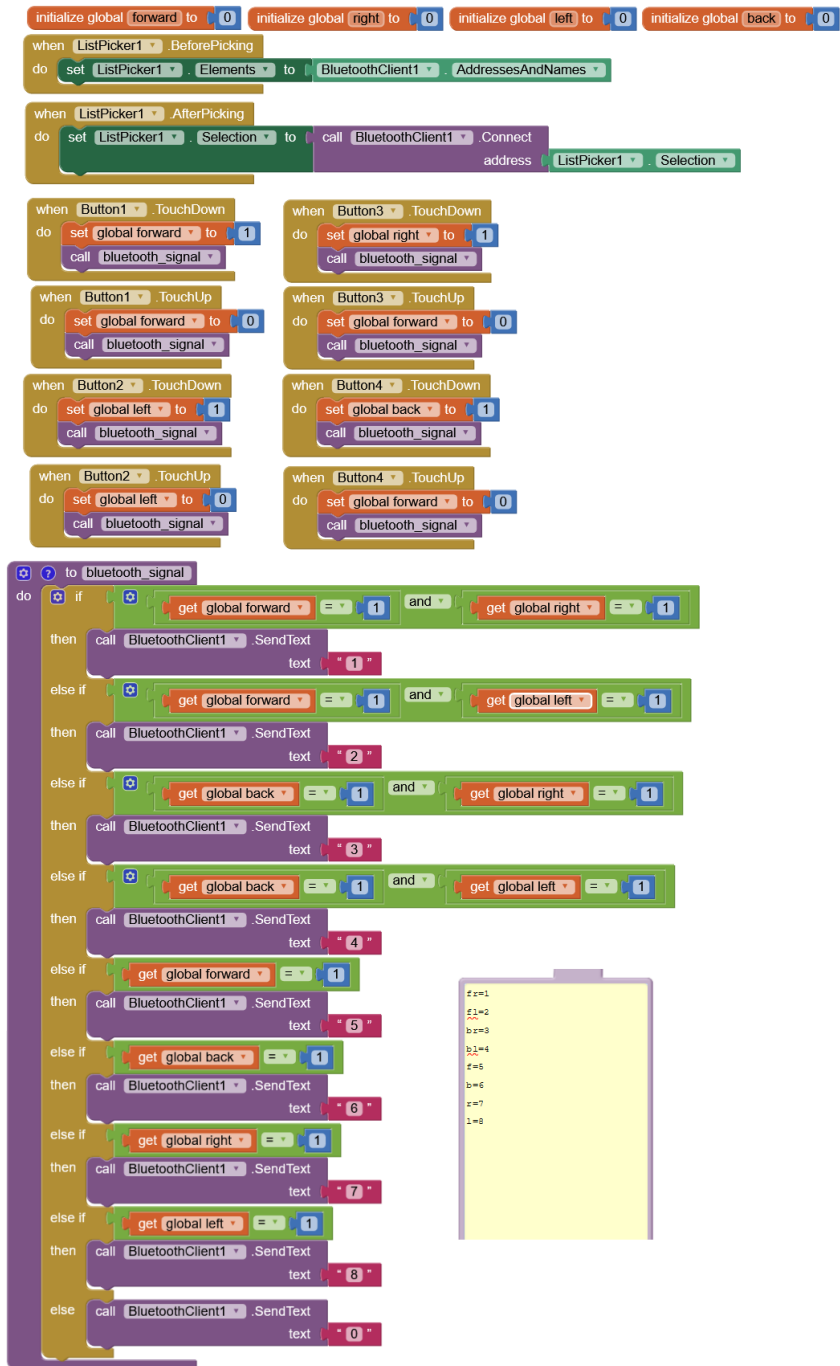 initialize global forward to 0 initialize global right to 0 initialize global left to 0 initialize global back to 0
when ListPicker1 .BeforePicking
do set ListPicker1 . Elements to BluetoothClient1 . AddressesAndNames
when ListPicker1 .AfterPicking
do set ListPicker1 . Selection to call BluetoothClient1 .Connect
address ListPicker1 . Selection
when Button1 .TouchDown
do set global forward to 1
call bluetooth_signal
when Button3 .TouchDown
do set global right to 1
call bluetooth_signal
when Button1 .TouchUp
do set global forward to 0
call bluetooth_signal
when Button3 .TouchUp
do set global forward to 0
call bluetooth_signal
when Button2 .TouchDown
do set global left to 1
call bluetooth_signal
when Button4 .TouchDown
do set global back to 1
call bluetooth_signal
when Button2 .TouchUp
do set global left to 0
call bluetooth_signal
when Button4 .TouchUp
do set global forward to 0
call bluetooth_signal
? to bluetooth_signal
do if get global forward = 1 and get global right = 1
then call BluetoothClient1 .SendText
text " 1 "
else if get global forward = 1 and get global left = 1
then call BluetoothClient1 .SendText
text " 2 "
else if get global back = 1 and get global right = 1
then call BluetoothClient1 .SendText
text " 3 "
else if get global back = 1 and get global left = 1
then call BluetoothClient1 .SendText
text " 4 "
else if get global forward = 1
then call BluetoothClient1 .SendText
text " 5 "
else if get global back = 1
then call BluetoothClient1 .SendText
text " 6 "
else if get global right = 1
then call BluetoothClient1 .SendText
text " 7 "
else if get global left = 1
then call BluetoothClient1 .SendText
text " 8 "
else call BluetoothClient1 .SendText
text " 0 "
fr=1
fl=2
br=3
bl=4
f=5
b=6
r=7
l=8